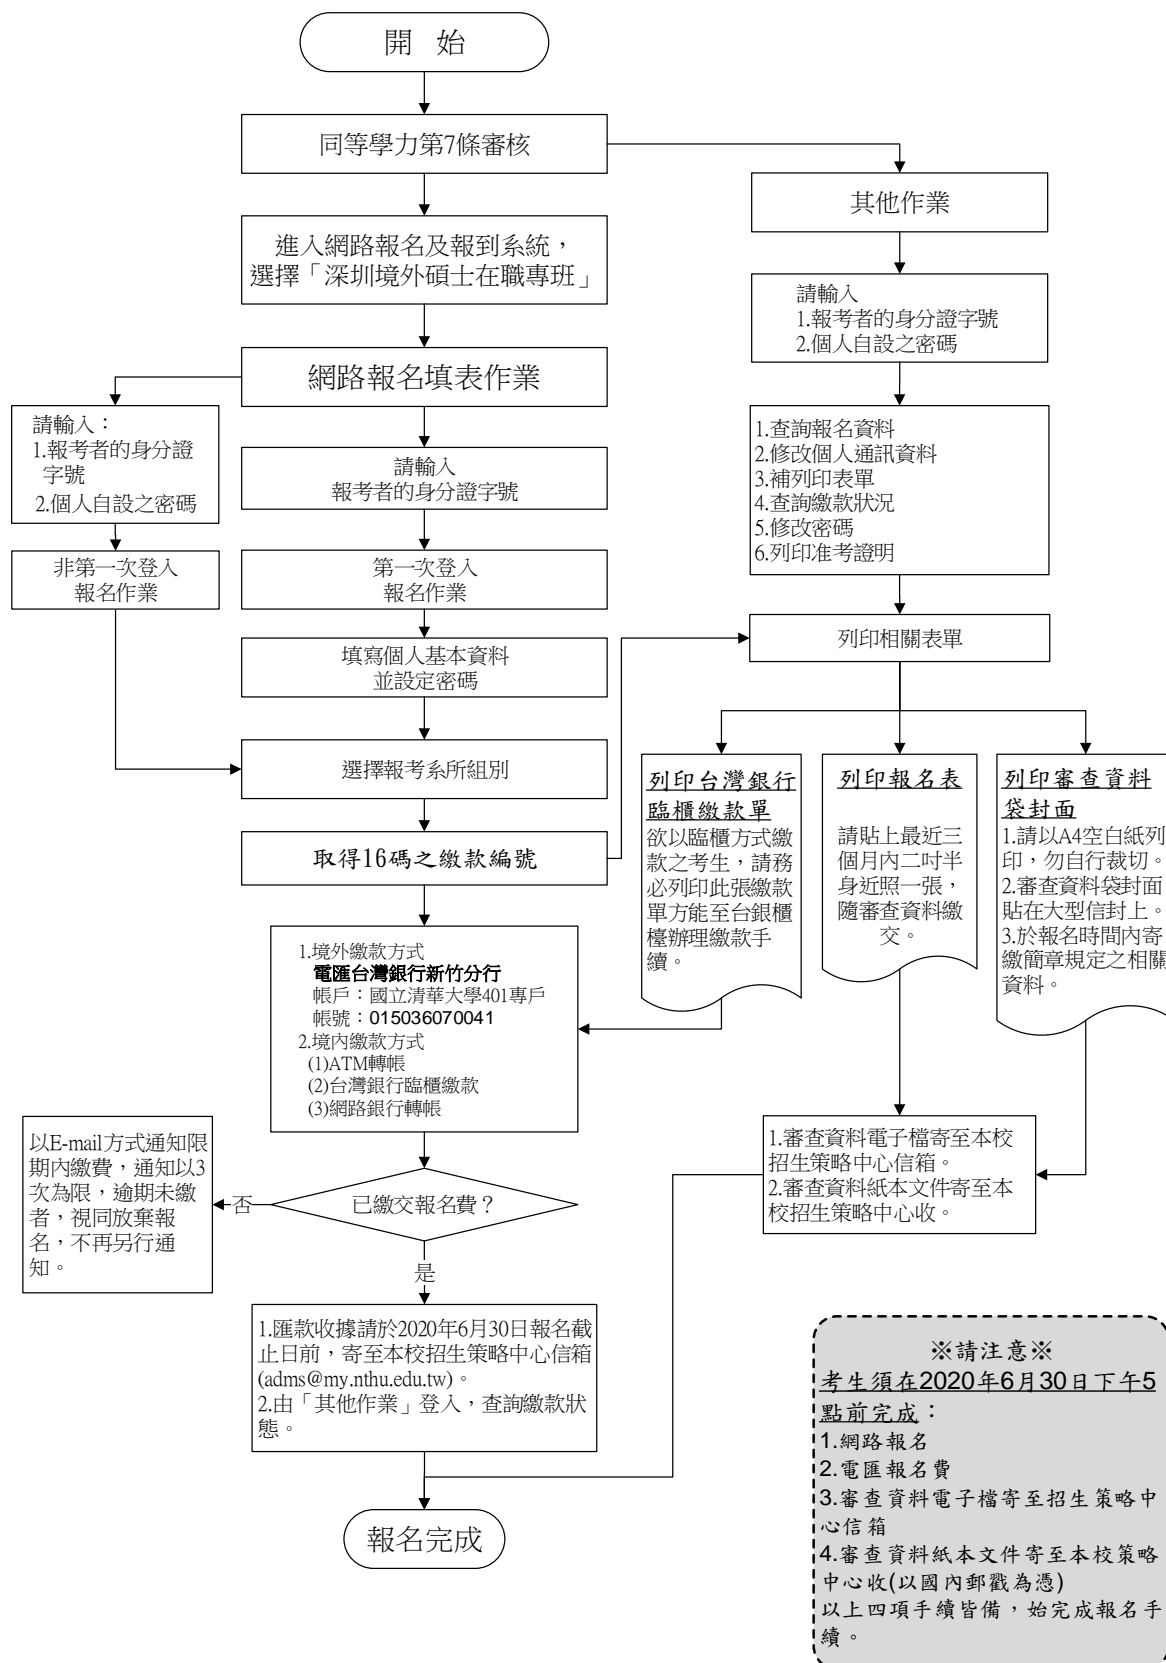 開 始
同等學力第7條審核
其他作業
進入網路報名及報到系統，
選擇「深圳境外碩士在職專班」
請輸入
1.報考者的身分證字號
2.個人自設之密碼
網路報名填表作業
請輸入：
1.報考者的身分證
字號
2.個人自設之密碼
請輸入
報考者的身分證字號
1.查詢報名資料
2.修改個人通訊資料
3.補列印表單
4.查詢繳款狀況
5.修改密碼
6.列印准考證明
非第一次登入
報名作業
第一次登入
報名作業
填寫個人基本資料
並設定密碼
列印相關表單
選擇報考系所組別
取得16碼之繳款編號
列印台灣銀行
臨櫃繳款單
欲以臨櫃方式繳
款之考生，請務
必列印此張繳款
單方能至台銀櫃
檯辦理繳款手
續。
列印報名表
請貼上最近三
個月內二吋半
身近照一張，
隨審查資料繳
交。
列印審查資料
袋封面
1.請以A4空白紙列
印，勿自行裁切。
2.審查資料袋封面
貼在大型信封上。
3.於報名時間內寄
繳簡章規定之相關
資料。
1.境外繳款方式
電匯台灣銀行新竹分行
帳戶：國立清華大學401專戶
帳號：015036070041
2.境內繳款方式
(1)ATM轉帳
(2)台灣銀行臨櫃繳款
(3)網路銀行轉帳
以E-mail方式通知限
期內繳費，通知以3
次為限，逾期未繳
者，視同放棄報
名，不再另行通
知。
否
已繳交報名費？
是
1.審查資料電子檔寄至本校
招生策略中心信箱。
2.審查資料紙本文件寄至本
校招生策略中心收。
1.匯款收據請於2020年6月30日報名截
止日前，寄至本校招生策略中心信箱
(adms@my.nthu.edu.tw)。
2.由「其他作業」登入，查詢繳款狀
態。
報名完成
※請注意※
考生須在2020年6月30日下午5
點前完成：
1.網路報名
2.電匯報名費
3.審查資料電子檔寄至招生策略中
心信箱
4.審查資料紙本文件寄至本校策略
中心收(以國內郵戳為憑)
以上四項手續皆備，始完成報名手
續。